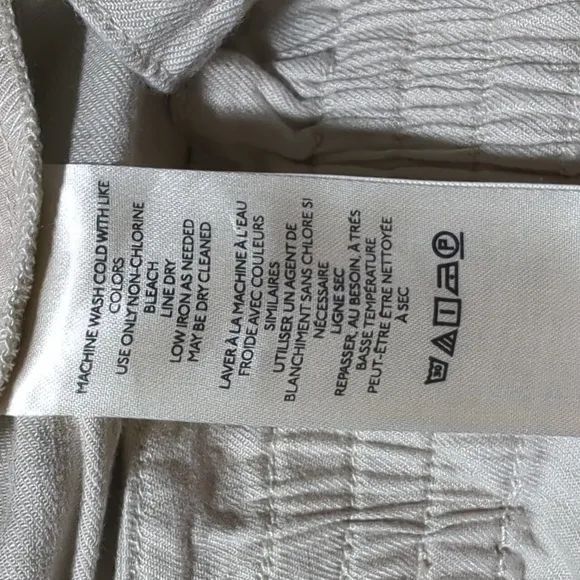 MACHINE WASH COLD WITH LIKE
COLORS
USE ONLY NON-CHLORINE
BLEACH
LINE DRY
LOW IRON AS NEEDED
MAY BE DRY CLEANED
LAVER À LA MACHINE À L'EAU
FROIDE AVEC COULEURS
SIMILAIRES
UTILISER UN AGENT DE
BLANCHIMENT SANS CHLORE SI
NÉCESSAIRE
LIGNE SEC
REPASSER, AU BESOIN, À TRÉS
BASSE TEMPÉRATURE
PEUT-ÊTRE ÊTRE NETTOYÉE
À SEC
30 P